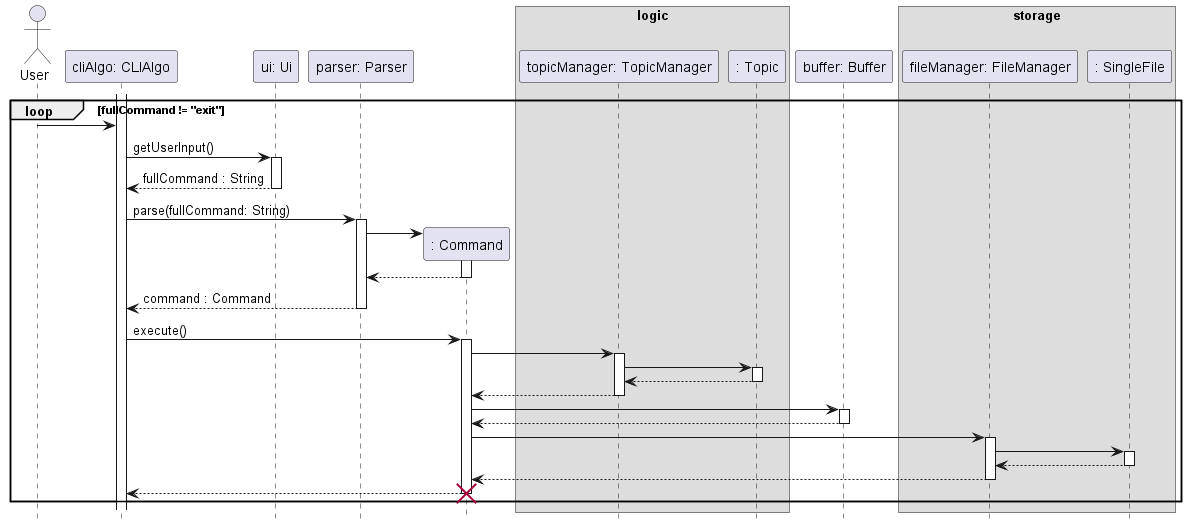 logic
storage
User
cliAlgo: CLIAlgo
ui: Ui
parser: Parser
topicManager: TopicManager
: Topic
buffer: Buffer
fileManager: FileManager
: SingleFile
loop
[fullCommand != "exit"]
getUserInput()
fullCommand : String
parse(fullCommand: String)
: Command
command : Command
execute()